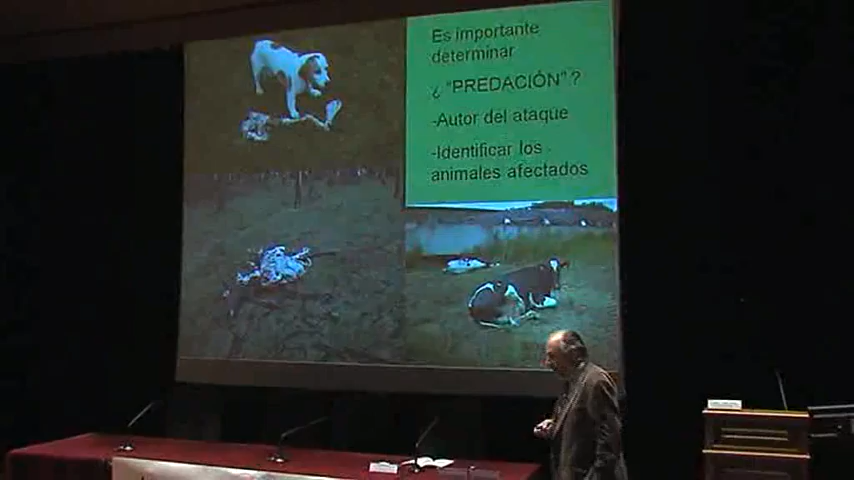 Es importante
determinar
¿ "PREDACIÓN" ?
-Autor del ataque
-Identificar los
animales afectados